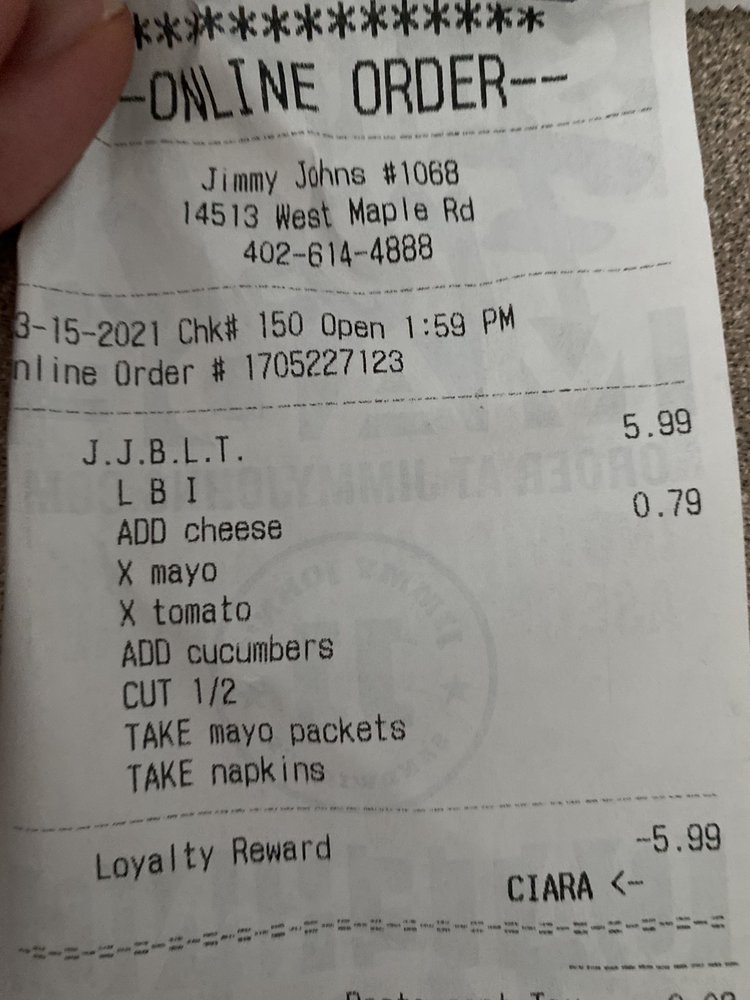 ************
-ONLINE ORDER--
Jimmy Johns #1068
14513 West Maple Rd
402-614-4888
3-15-2021 Chk# 150 Open 1:59 PM
nline Order # 1705227123
J.J.B.L.T. 5.99
L B I
ADD cheese 0.79
X mayo
X tomato
ADD cucumbers
CUT 1/2
TAKE mayo packets
TAKE napkins
Loyalty Reward -5.99
CIARA <-